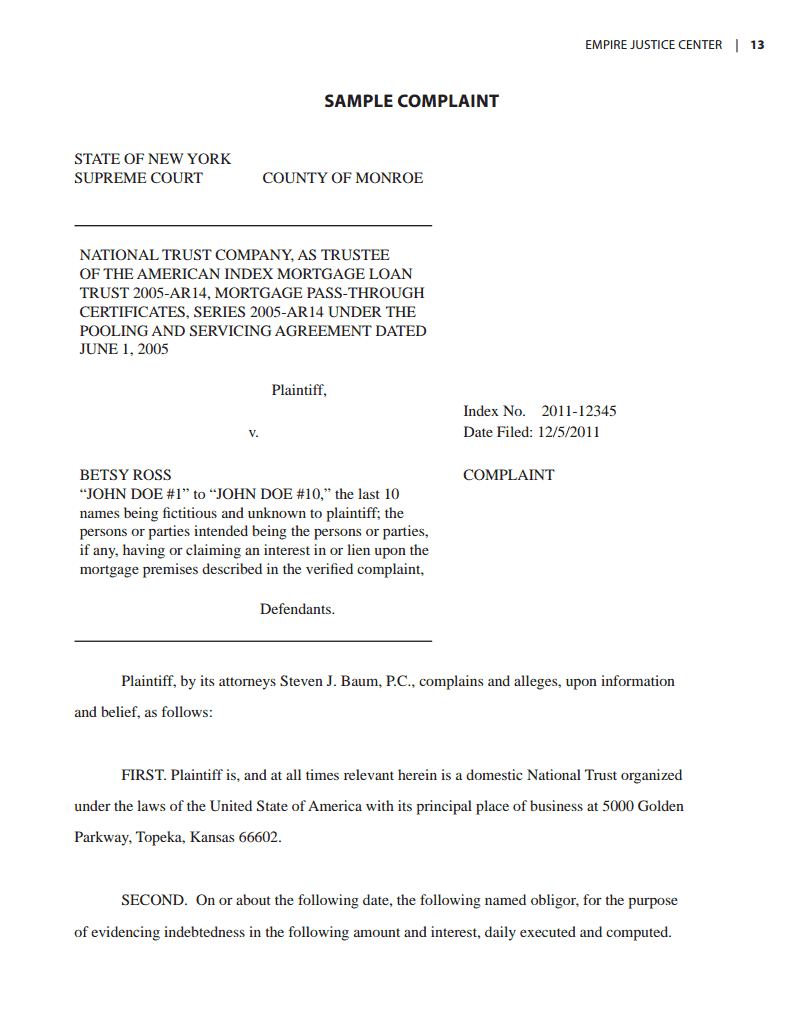 EMPIRE JUSTICE CENTER | 13
SAMPLE COMPLAINT
STATE OF NEW YORK
SUPREME COURT COUNTY OF MONROE
NATIONAL TRUST COMPANY, AS TRUSTEE
OF THE AMERICAN INDEX MORTGAGE LOAN
TRUST 2005-AR14, MORTGAGE PASS-THROUGH
CERTIFICATES, SERIES 2005-AR14 UNDER THE
POOLING AND SERVICING AGREEMENT DATED
JUNE 1, 2005
Plaintiff,
Index No. 2011-12345
v. Date Filed: 12/5/2011
BETSY ROSS COMPLAINT
“JOHN DOE #1” to “JOHN DOE #10,” the last 10
names being fictitious and unknown to plaintiff; the
persons or parties intended being the persons or parties,
if any, having or claiming an interest in or lien upon the
mortgage premises described in the verified complaint,
Defendants.
Plaintiff, by its attorneys Steven J. Baum, P.C., complains and alleges, upon information
and belief, as follows:
FIRST. Plaintiff is, and at all times relevant herein is a domestic National Trust organized
under the laws of the United State of America with its principal place of business at 5000 Golden
Parkway, Topeka, Kansas 66602.
SECOND. On or about the following date, the following named obligor, for the purpose
of evidencing indebtedness in the following amount and interest, daily executed and computed.